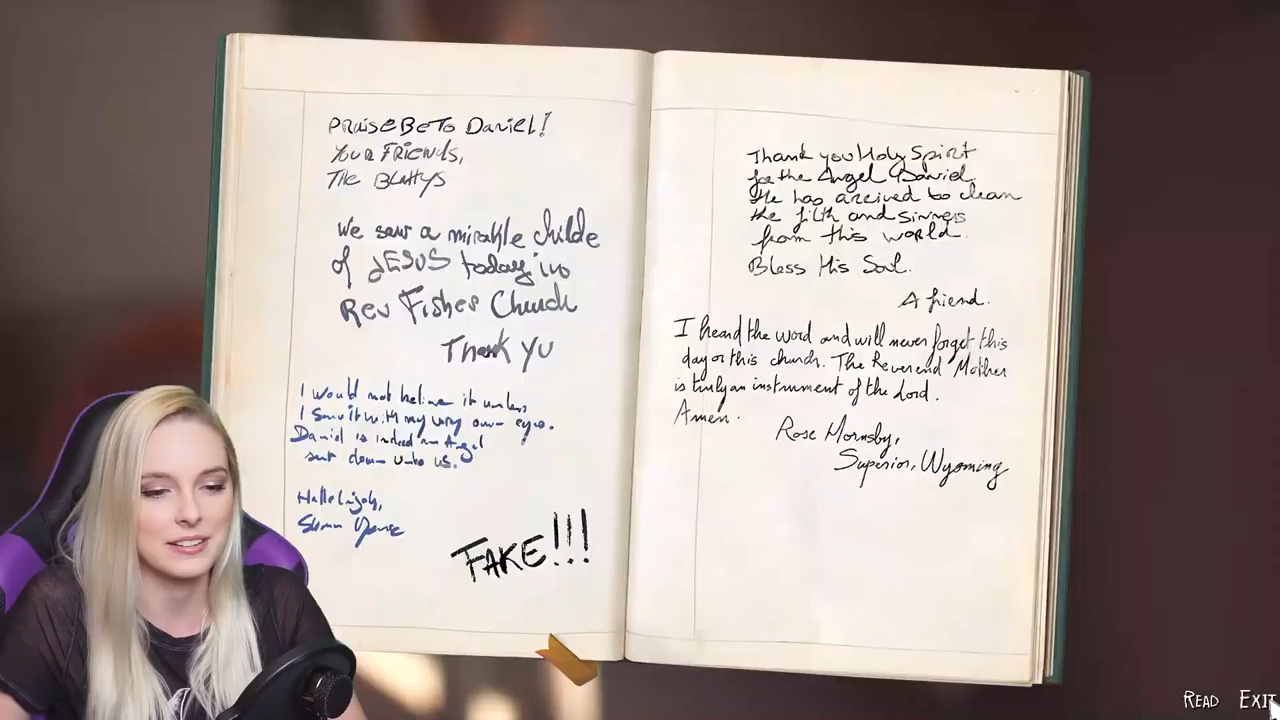 Praise Be To Daniel!
Your Friends,
The Blattys
We saw a mirakle childe
of JESUS today in
Rev Fisher Church
Thank YU
I would not believe it unless
I saw it with my very own eyes.
Daniel is indeed an Angel
sent down unto us.
Hallelujah,
FAKE!!!
Thank you Holy Spirit
for the Angel Daniel.
He has arrived to clean
the filth and sinners
from this world.
Bless His Soul.
A friend.
I heard the word and will never forget this
day or this church. The Reverend Mother
is truly an instrument of the Lord.
Amen.
Rose Mornsby,
Superior, Wyoming
READ EXIT